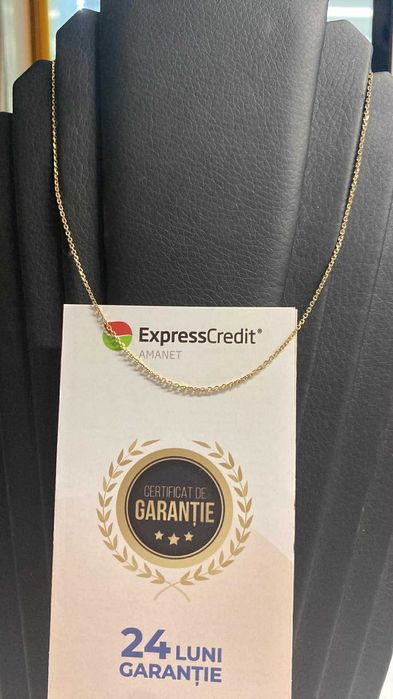 ExpressCredit®
AMANET
CERTIFICAT DE
GARANȚIE
24 LUNI
GARANȚIE